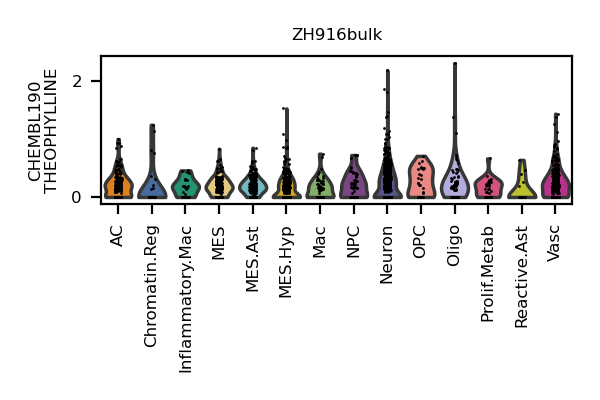 ZH916bulk
CHEMBL190
THEOPHYLLINE
2
0
AC
Chromatin.Reg
Inflammatory.Mac
MES
MES.Ast
MES.Hyp
Mac
NPC
Neuron
OPC
Oligo
Prolif.Metab
Reactive.Ast
Vasc